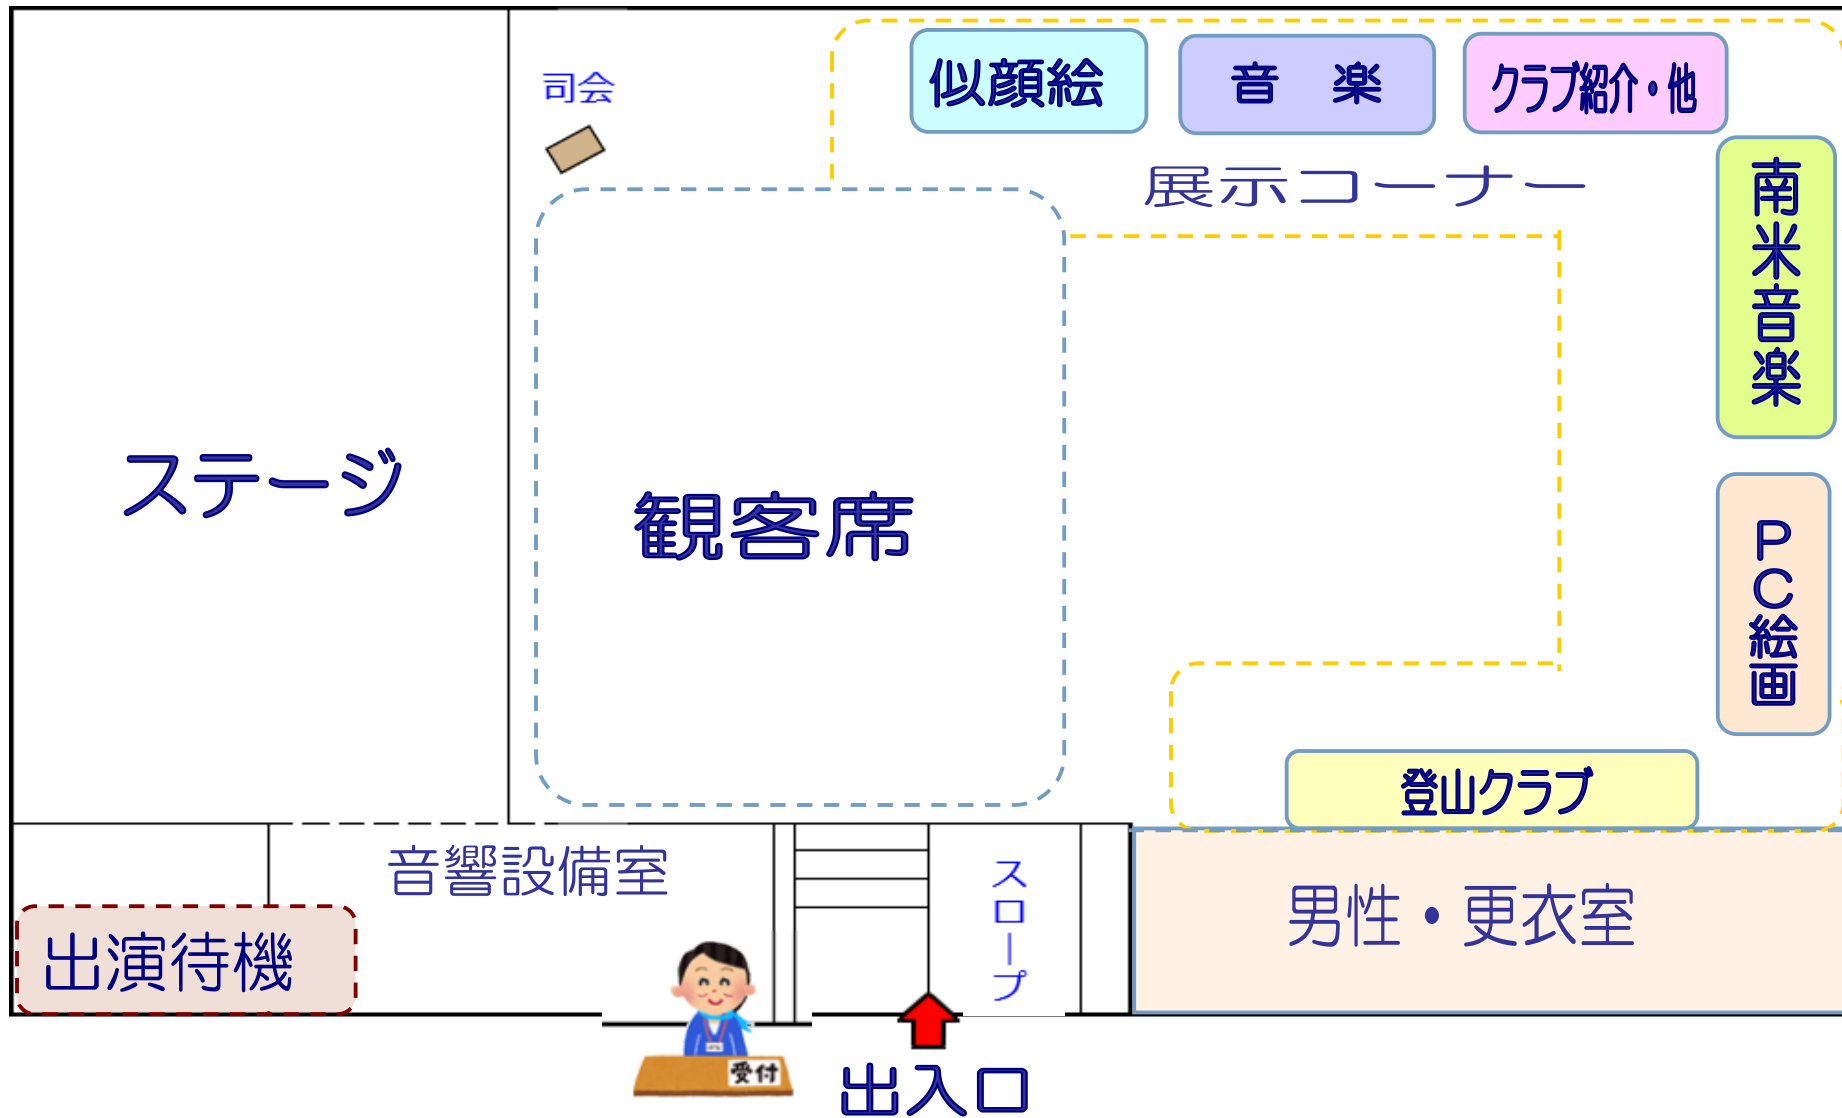 司会
似顔絵
音　楽
クラブ紹介・他
展示コーナー
南米音楽
ステージ
観客席
ＰＣ絵画
登山クラブ
音響設備室
スロープ
男性・更衣室
出演待機
受付
出入口